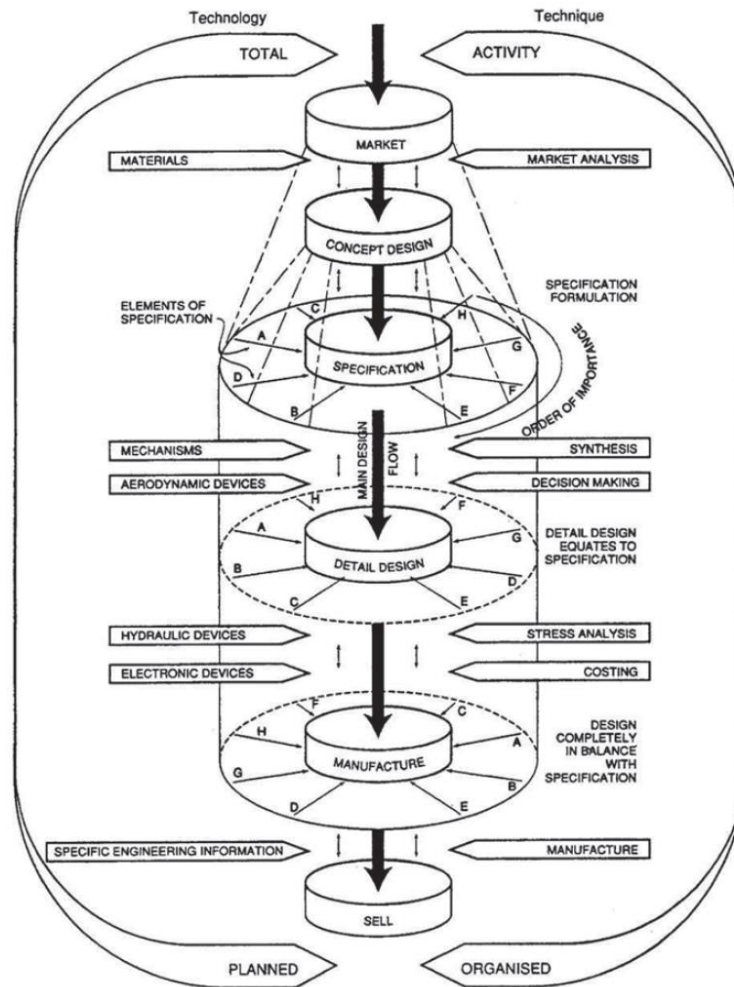 Technology
Technique
TOTAL
ACTIVITY
MARKET
MATERIALS
MARKET ANALYSIS
CONCEPT DESIGN
ELEMENTS OF
SPECIFICATION
SPECIFICATION
FORMULATION
C
H
A
G
SPECIFICATION
D
F
B
E
ORDER OF IMPORTANCE
MECHANISMS
SYNTHESIS
MAIN DESIGN
FLOW
AERODYNAMIC DEVICES
DECISION MAKING
H
F
A
G
DETAIL DESIGN
EQUATES TO
SPECIFICATION
DETAIL DESIGN
B
D
C
E
HYDRAULIC DEVICES
STRESS ANALYSIS
ELECTRONIC DEVICES
COSTING
F
C
H
A
DESIGN
COMPLETELY
IN BALANCE
WITH
SPECIFICATION
MANUFACTURE
G
B
D
E
SPECIFIC ENGINEERING INFORMATION
MANUFACTURE
SELL
PLANNED
ORGANISED